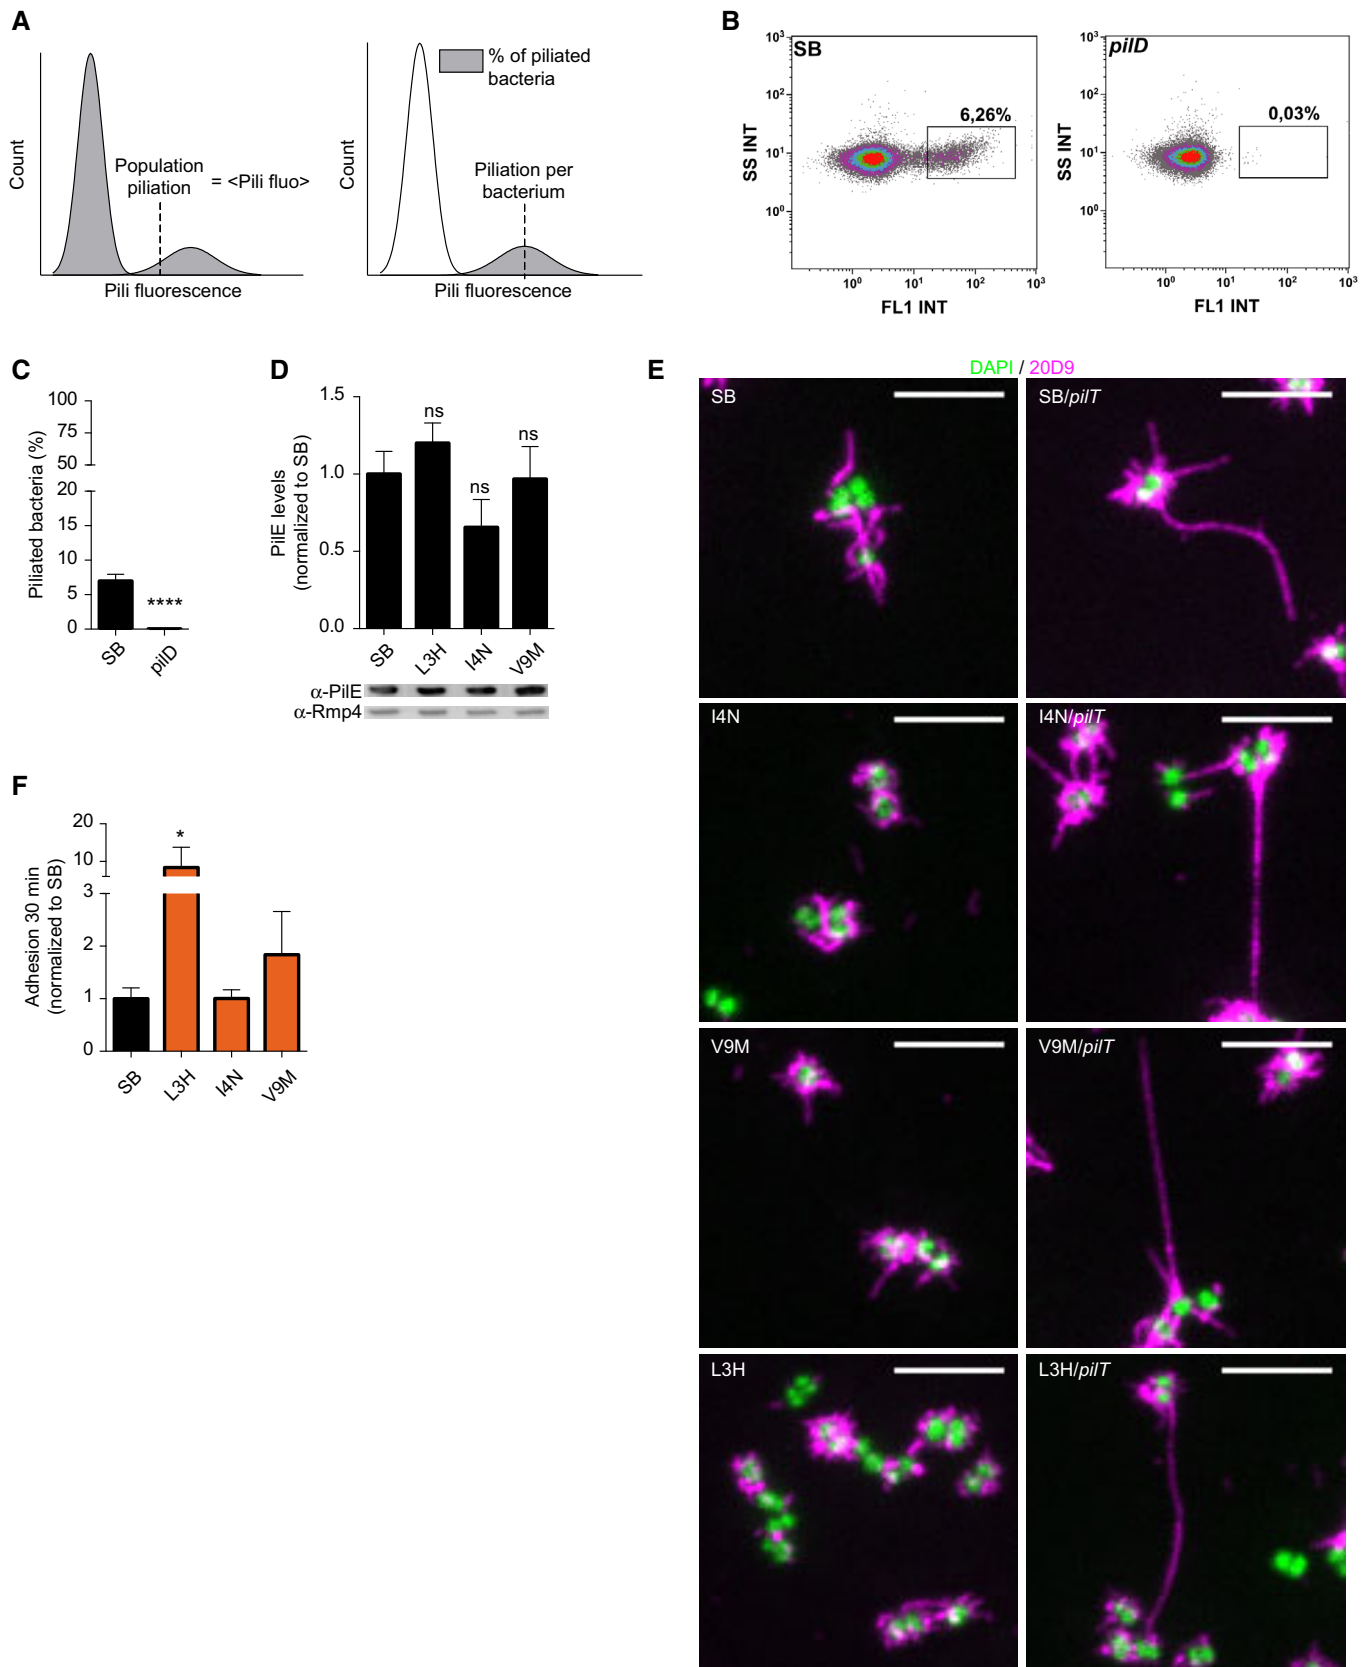 A
Count
Population
piliation
= <Pili fluo>
Pili fluorescence
Count
% of piliated
bacteria
Piliation per
bacterium
Pili fluorescence
B
SS INT
10³
10²
10¹
10⁰
SB
6,26%
10⁰
10¹
10²
10³
FL1 INT
SS INT
10³
10²
10¹
10⁰
pilD
0,03%
10⁰
10¹
10²
10³
FL1 INT
C
Piliated bacteria (%)
100
75
50
20
15
10
5
0
****
SB
pilD
D
PilE levels
(normalized to SB)
1.5
1.0
0.5
0.0
ns
ns
ns
SB
L3H
I4N
V9M
α-PilE
α-Rmp4
E
DAPI / 20D9
SB
SB/pilT
I4N
I4N/pilT
V9M
V9M/pilT
L3H
L3H/pilT
F
Adhesion 30 min
(normalized to SB)
20
10
3
2
1
0
*
SB
L3H
I4N
V9M